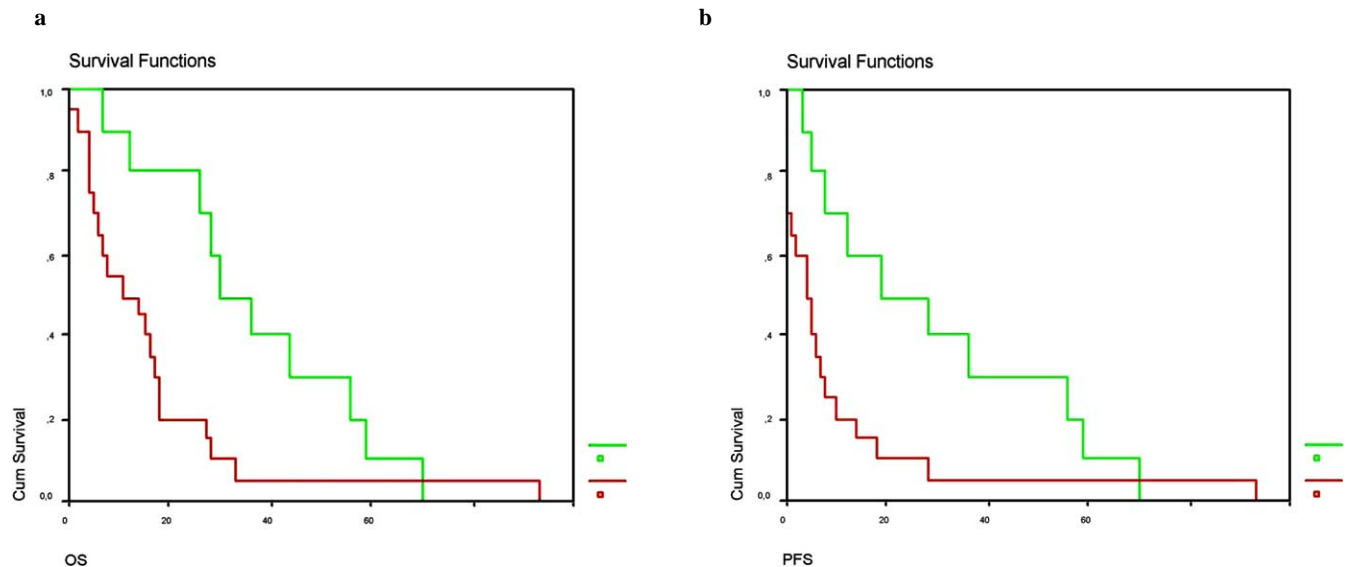 a
Survival Functions
1,0
,8
,6
,4
,2
0,0
Cum Survival
0 20 40 60
OS
b
Survival Functions
1,0
,8
,6
,4
,2
0,0
Cum Survival
0 20 40 60
PFS